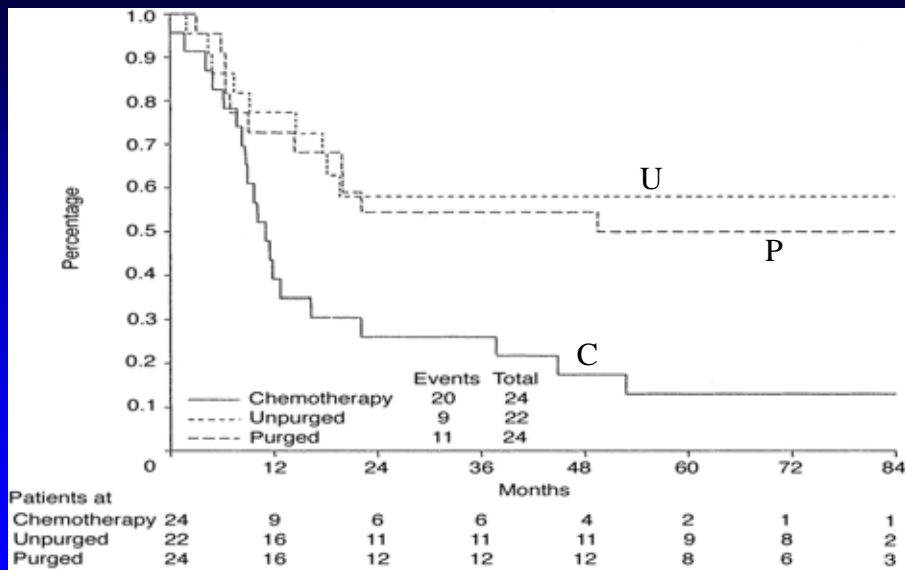 Percentage
1.0
0.9
0.8
0.7
0.6
0.5
0.4
0.3
0.2
0.1
0
U
P
C
Events Total
Chemotherapy 20 24
Unpurged 9 22
Purged 11 24
12 24 36 48 60 72 84
Months
Patients at
Chemotherapy 24 9 6 6 4 2 1 1
Unpurged 22 16 11 11 11 9 8 2
Purged 24 16 12 12 12 8 6 3